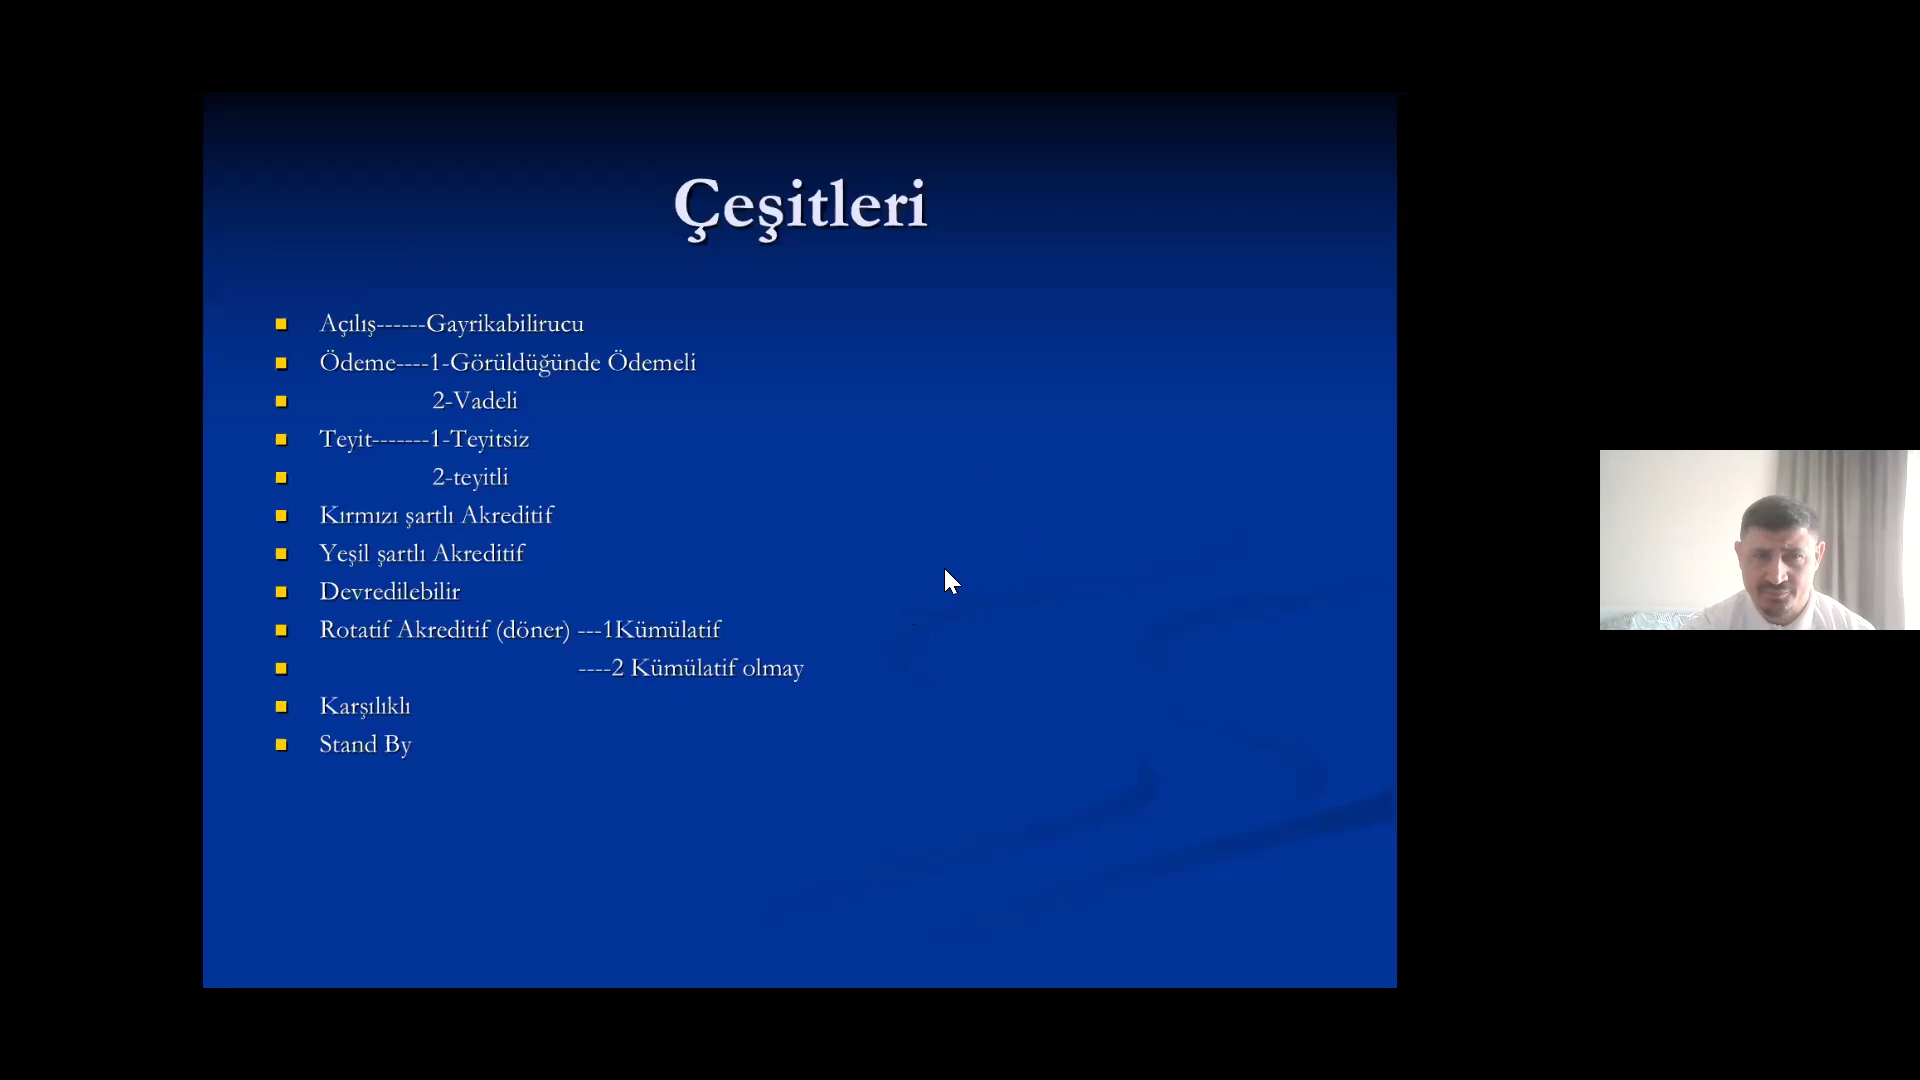 Çeşitleri
Açılış------Gayrikabilirucu
Ödeme----1-Görüldüğünde Ödemeli
2-Vadeli
Teyit-------1-Teyitsiz
2-teyitli
Kırmızı şartlı Akreditif
Yeşil şartlı Akreditif
Devredilebilir
Rotatif Akreditif (döner) ---1Kümülatif
----2 Kümülatif olmay
Karşılıklı
Stand By